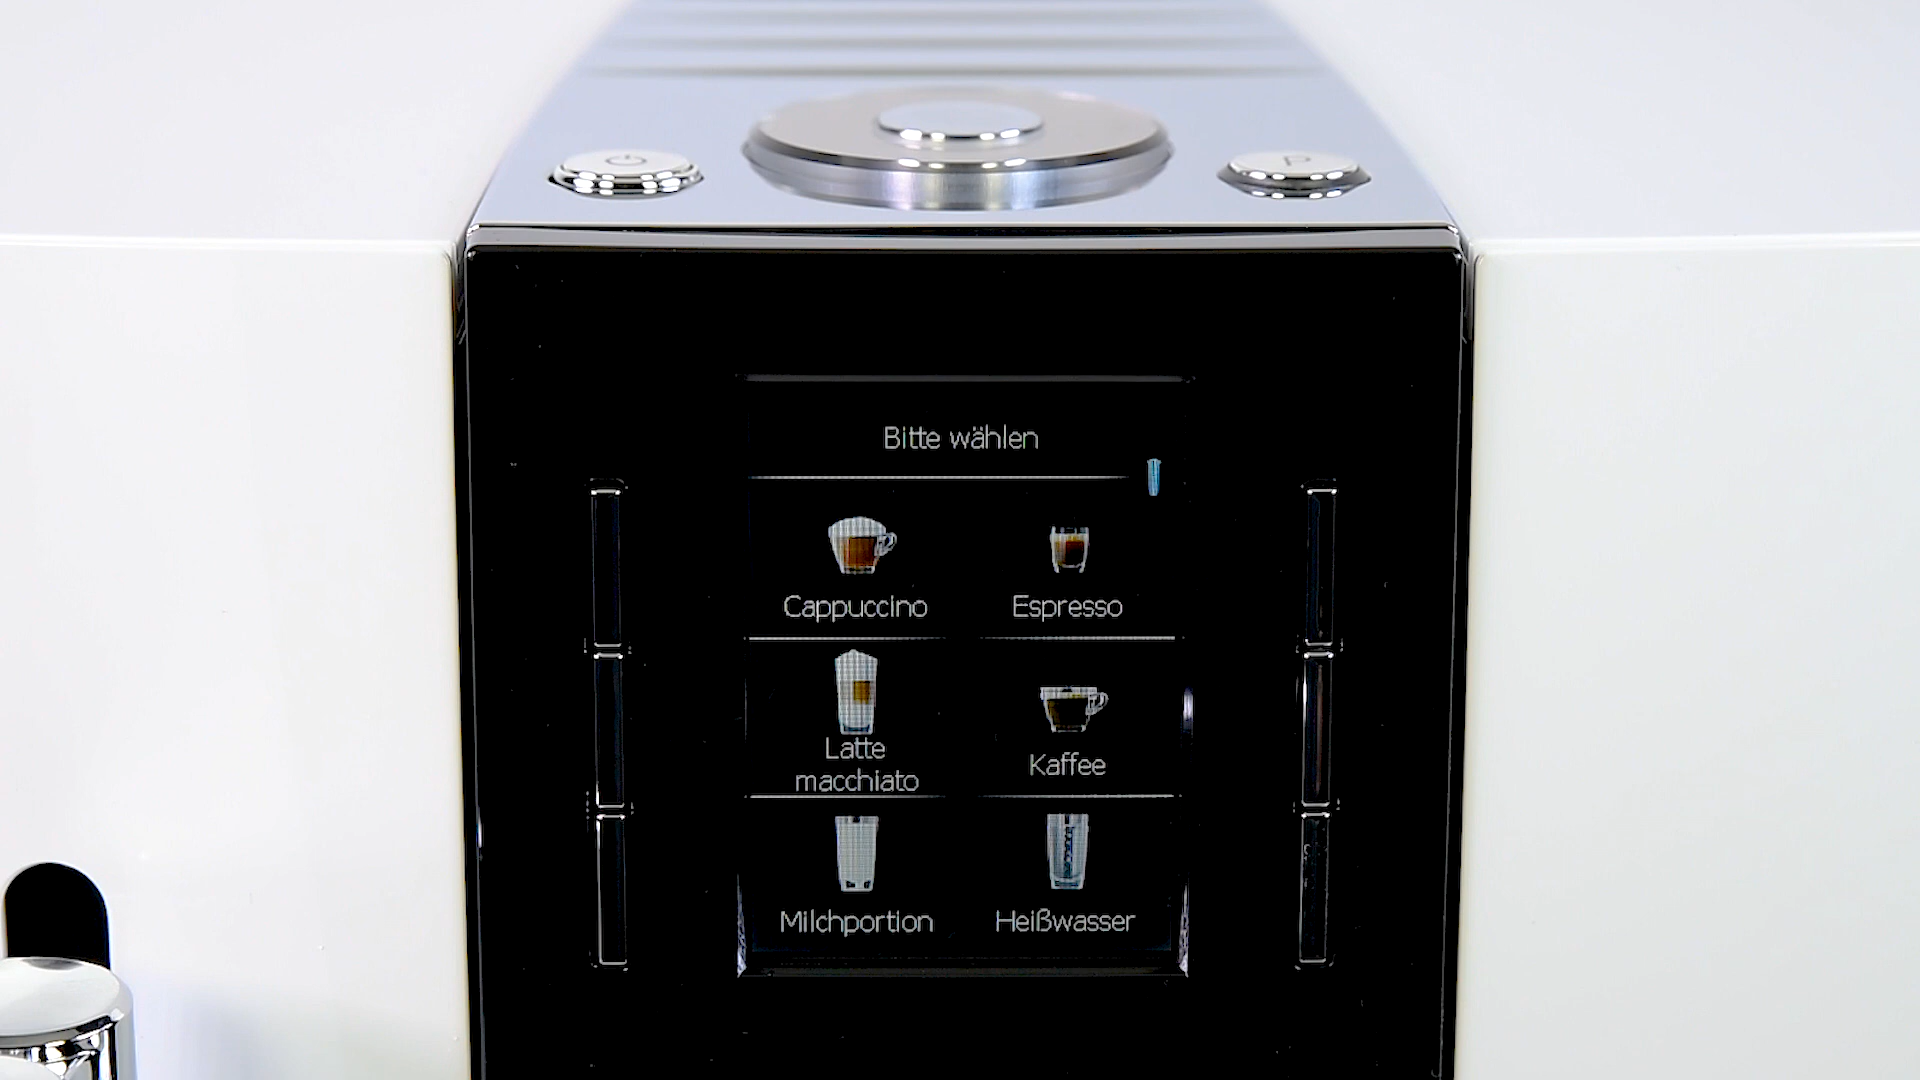 P
Bitte wählen
Cappuccino
Espresso
Latte
macchiato
Kaffee
Milchportion
Heißwasser